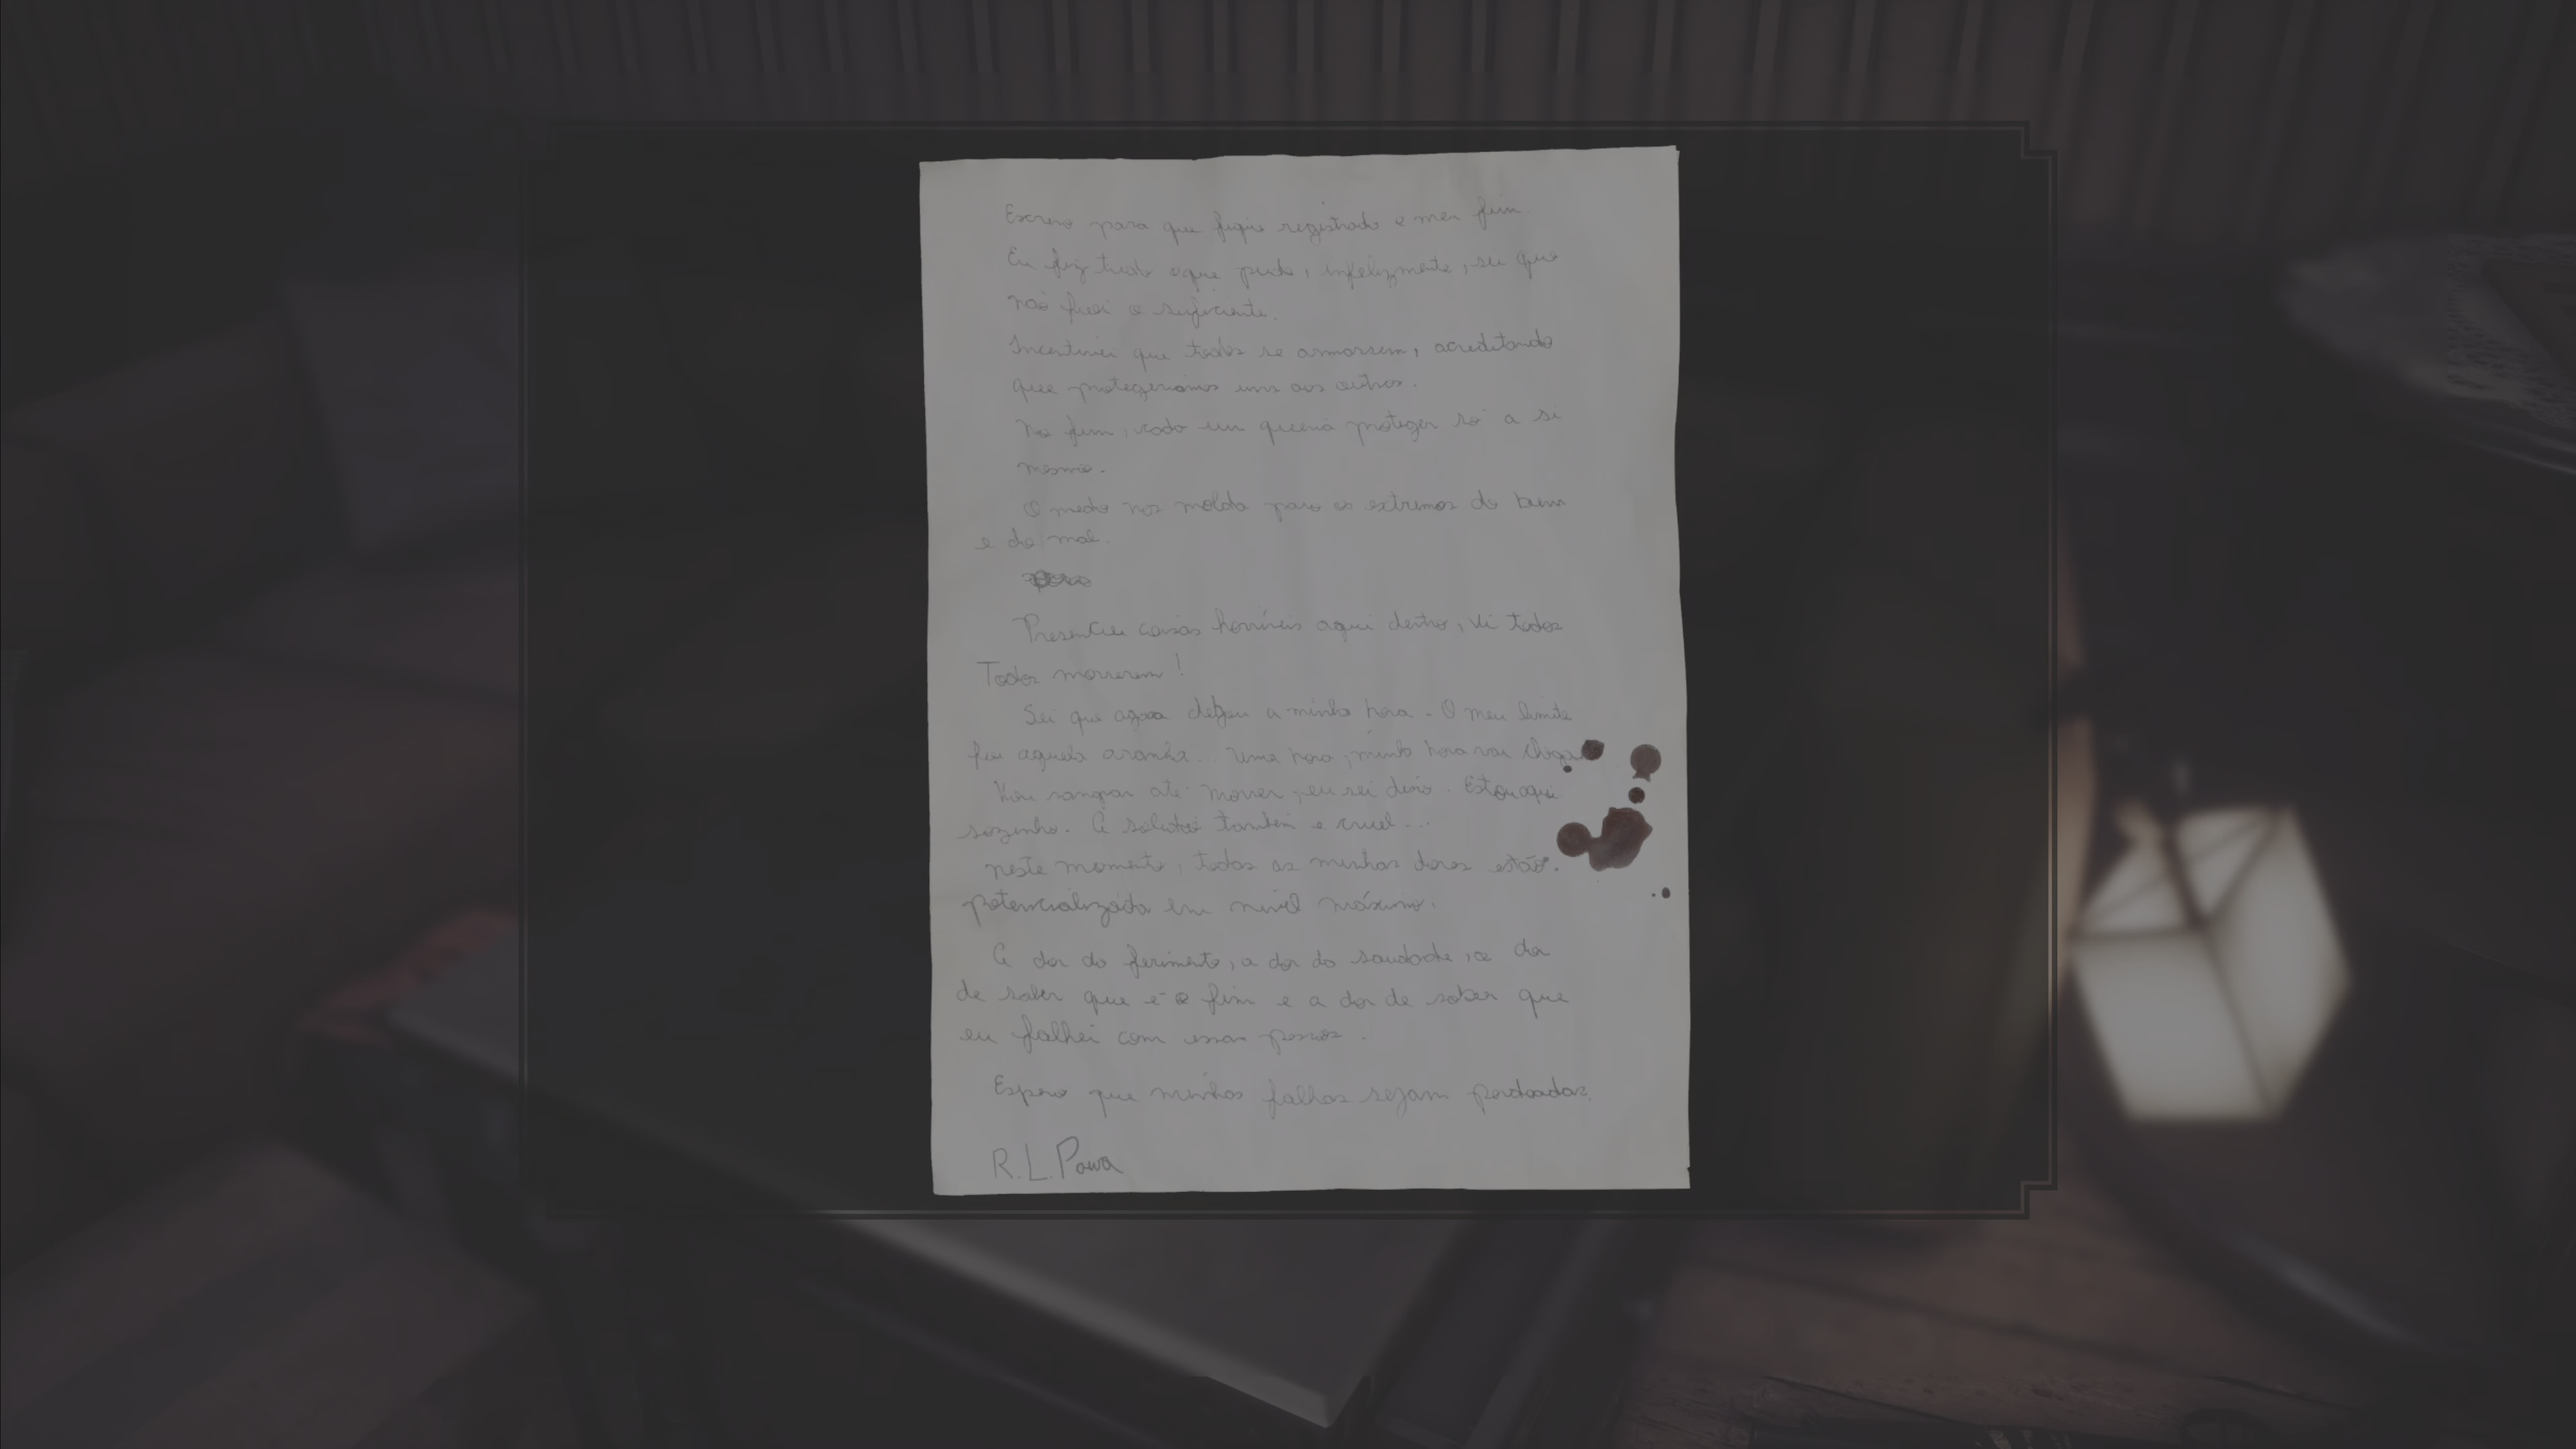 Escrevo para que fique registrado o meu fim
Eu fiz tudo oque pude, infelizmente, sei que
não fui o suficiente.
Incentivei que todos se armassem, acreditando
que protegeriamos uns aos outros.
No fim, cada um queria proteger só a si
mesmo.
O medo nos molda para os extremos do bem
e do mal.
Presenciei coisas horríveis aqui dentro, vi todos
Todos morrerem!
Sei que agora chegou a minha hora. O meu limite
foi aquela aranha... uma hora, minha hora vai chegar
Vou sangrar até morrer, eu sei disso. Estou aqui
sozinho. A solidão também é cruel...
neste momento, todas as minhas dores estão.
potencializada em nivel máximo.
A dor do ferimento, a dor da saudade, a dor
de saber que é o fim e a dor de saber que
eu falhei com essas pessoas.
Espero que minhas falhas sejam perdoadas.
R.L.Pawa